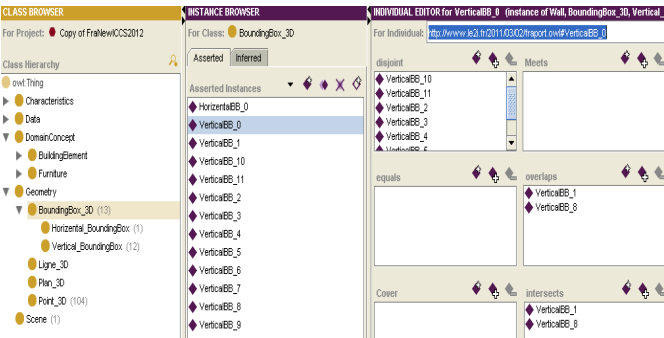 CLASS BROWSER
For Project: Copy of FraNewICCS2012
Class Hierarchy
owl:Thing
Characteristics
Data
DomainConcept
BuildingElement
Furniture
Geometry
BoundingBox_3D (13)
Horizental_BoundingBox (1)
Vertical_BoundingBox (12)
Ligne_3D
Plan_3D
Point_3D (104)
Scene (1)
INSTANCE BROWSER
For Class: BoundingBox_3D
Asserted Inferred
Asserted Instances
HorizentalBB_0
VerticalBB_0
VerticalBB_1
VerticalBB_10
VerticalBB_11
VerticalBB_2
VerticalBB_3
VerticalBB_4
VerticalBB_5
VerticalBB_6
VerticalBB_7
VerticalBB_8
VerticalBB_9
INDIVIDUAL EDITOR for VerticalBB_0 (instance of Wall, BoundingBox_3D, Vertical_
For Individual: http://www.le2i.fr/2011/03/02/fraport.owl#VerticalBB_0
disjoint
VerticalBB_10
VerticalBB_11
VerticalBB_2
VerticalBB_3
VerticalBB_4
VerticalBB_5
Meets
equals
overlaps
VerticalBB_1
VerticalBB_8
Cover
intersects
VerticalBB_1
VerticalBB_8